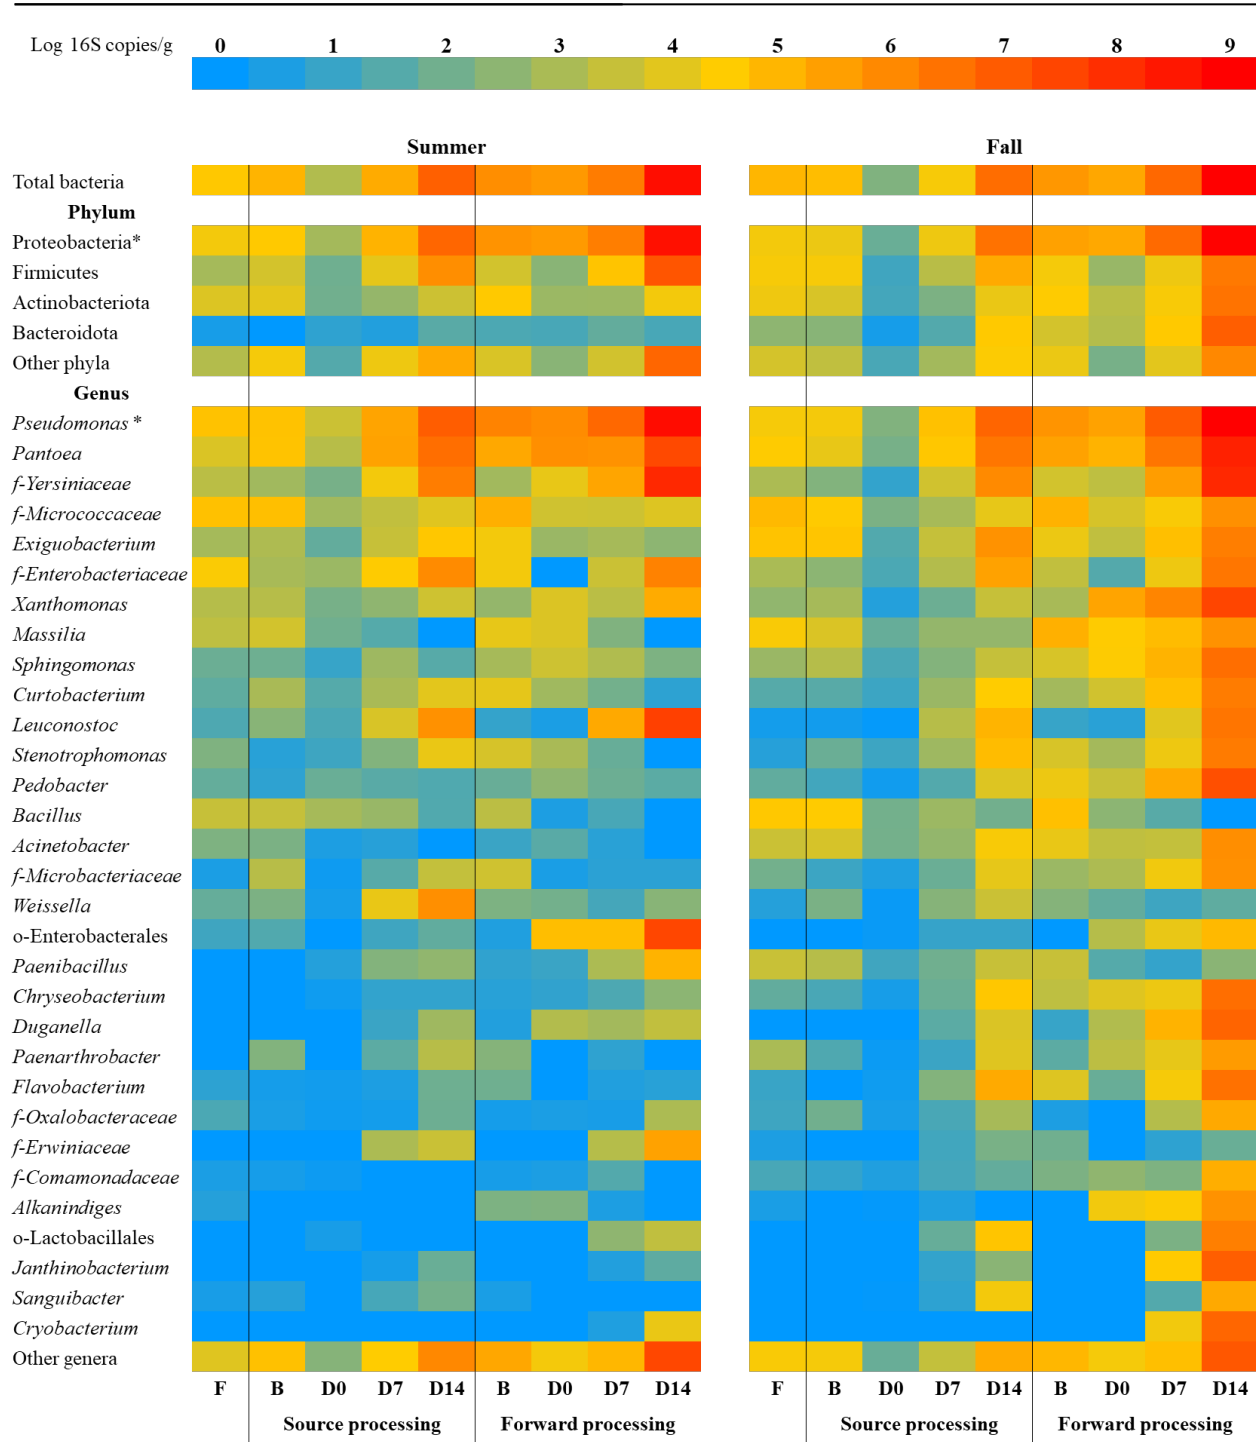 Log 16S copies/g 0 1 2 3 4 5 6 7 8 9
Summer Fall
Total bacteria
Phylum
Proteobacteria*
Firmicutes
Actinobacteriota
Bacteroidota
Other phyla
Genus
Pseudomonas *
Pantoea
f-Yersiniaceae
f-Micrococcaceae
Exiguobacterium
f-Enterobacteriaceae
Xanthomonas
Massilia
Sphingomonas
Curtobacterium
Leuconostoc
Stenotrophomonas
Pedobacter
Bacillus
Acinetobacter
f-Microbacteriaceae
Weissella
o-Enterobacterales
Paenibacillus
Chryseobacterium
Duganella
Paenarthrobacter
Flavobacterium
f-Oxalobacteraceae
f-Erwiniaceae
f-Comamonadaceae
Alkanindiges
o-Lactobacillales
Janthinobacterium
Sanguibacter
Cryobacterium
Other genera
F B D0 D7 D14 B D0 D7 D14 F B D0 D7 D14 B D0 D7 D14
Source processing Forward processing Source processing Forward processing